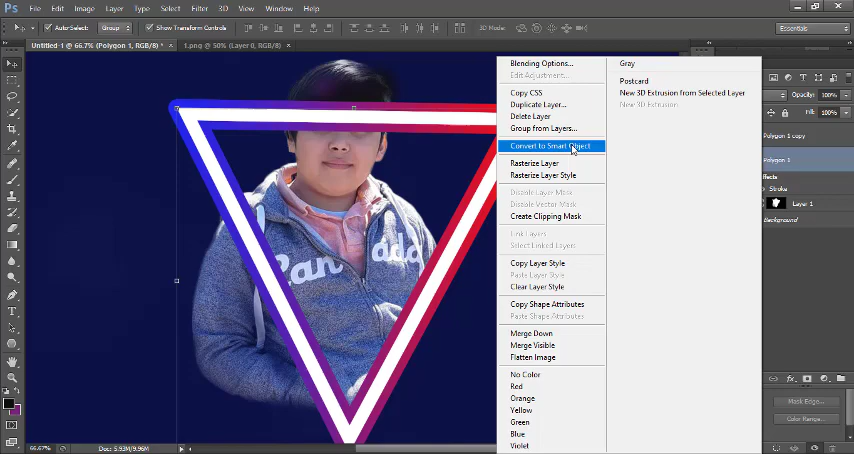 Ps File Edit Image Layer Type Select Filter 3D View Window Help
Auto-Select: Group Show Transform Controls 3D Mode: Essentials
Untitled-1 @ 66.7% (Polygon 1, RGB/8) * × 1.png @ 50% (Layer 0, RGB/8) ×
Blending Options...
Edit Adjustment...
Copy CSS
Duplicate Layer...
Delete Layer
Group from Layers...
Convert to Smart Object
Rasterize Layer
Rasterize Layer Style
Disable Layer Mask
Disable Vector Mask
Create Clipping Mask
Link Layers
Select Linked Layers
Copy Layer Style
Paste Layer Style
Clear Layer Style
Copy Shape Attributes
Paste Shape Attributes
Merge Down
Merge Visible
Flatten Image
No Color
Red
Orange
Yellow
Green
Blue
Violet
Gray
Postcard
New 3D Extrusion from Selected Layer
New 3D Extrusion
Opacity: 100%
Fill: 100%
Polygon 1 copy
Polygon 1
Effects
Stroke
Layer 1
Background
Mask Edge...
Color Range...
66.67% Doc: 5.93M/9.96M